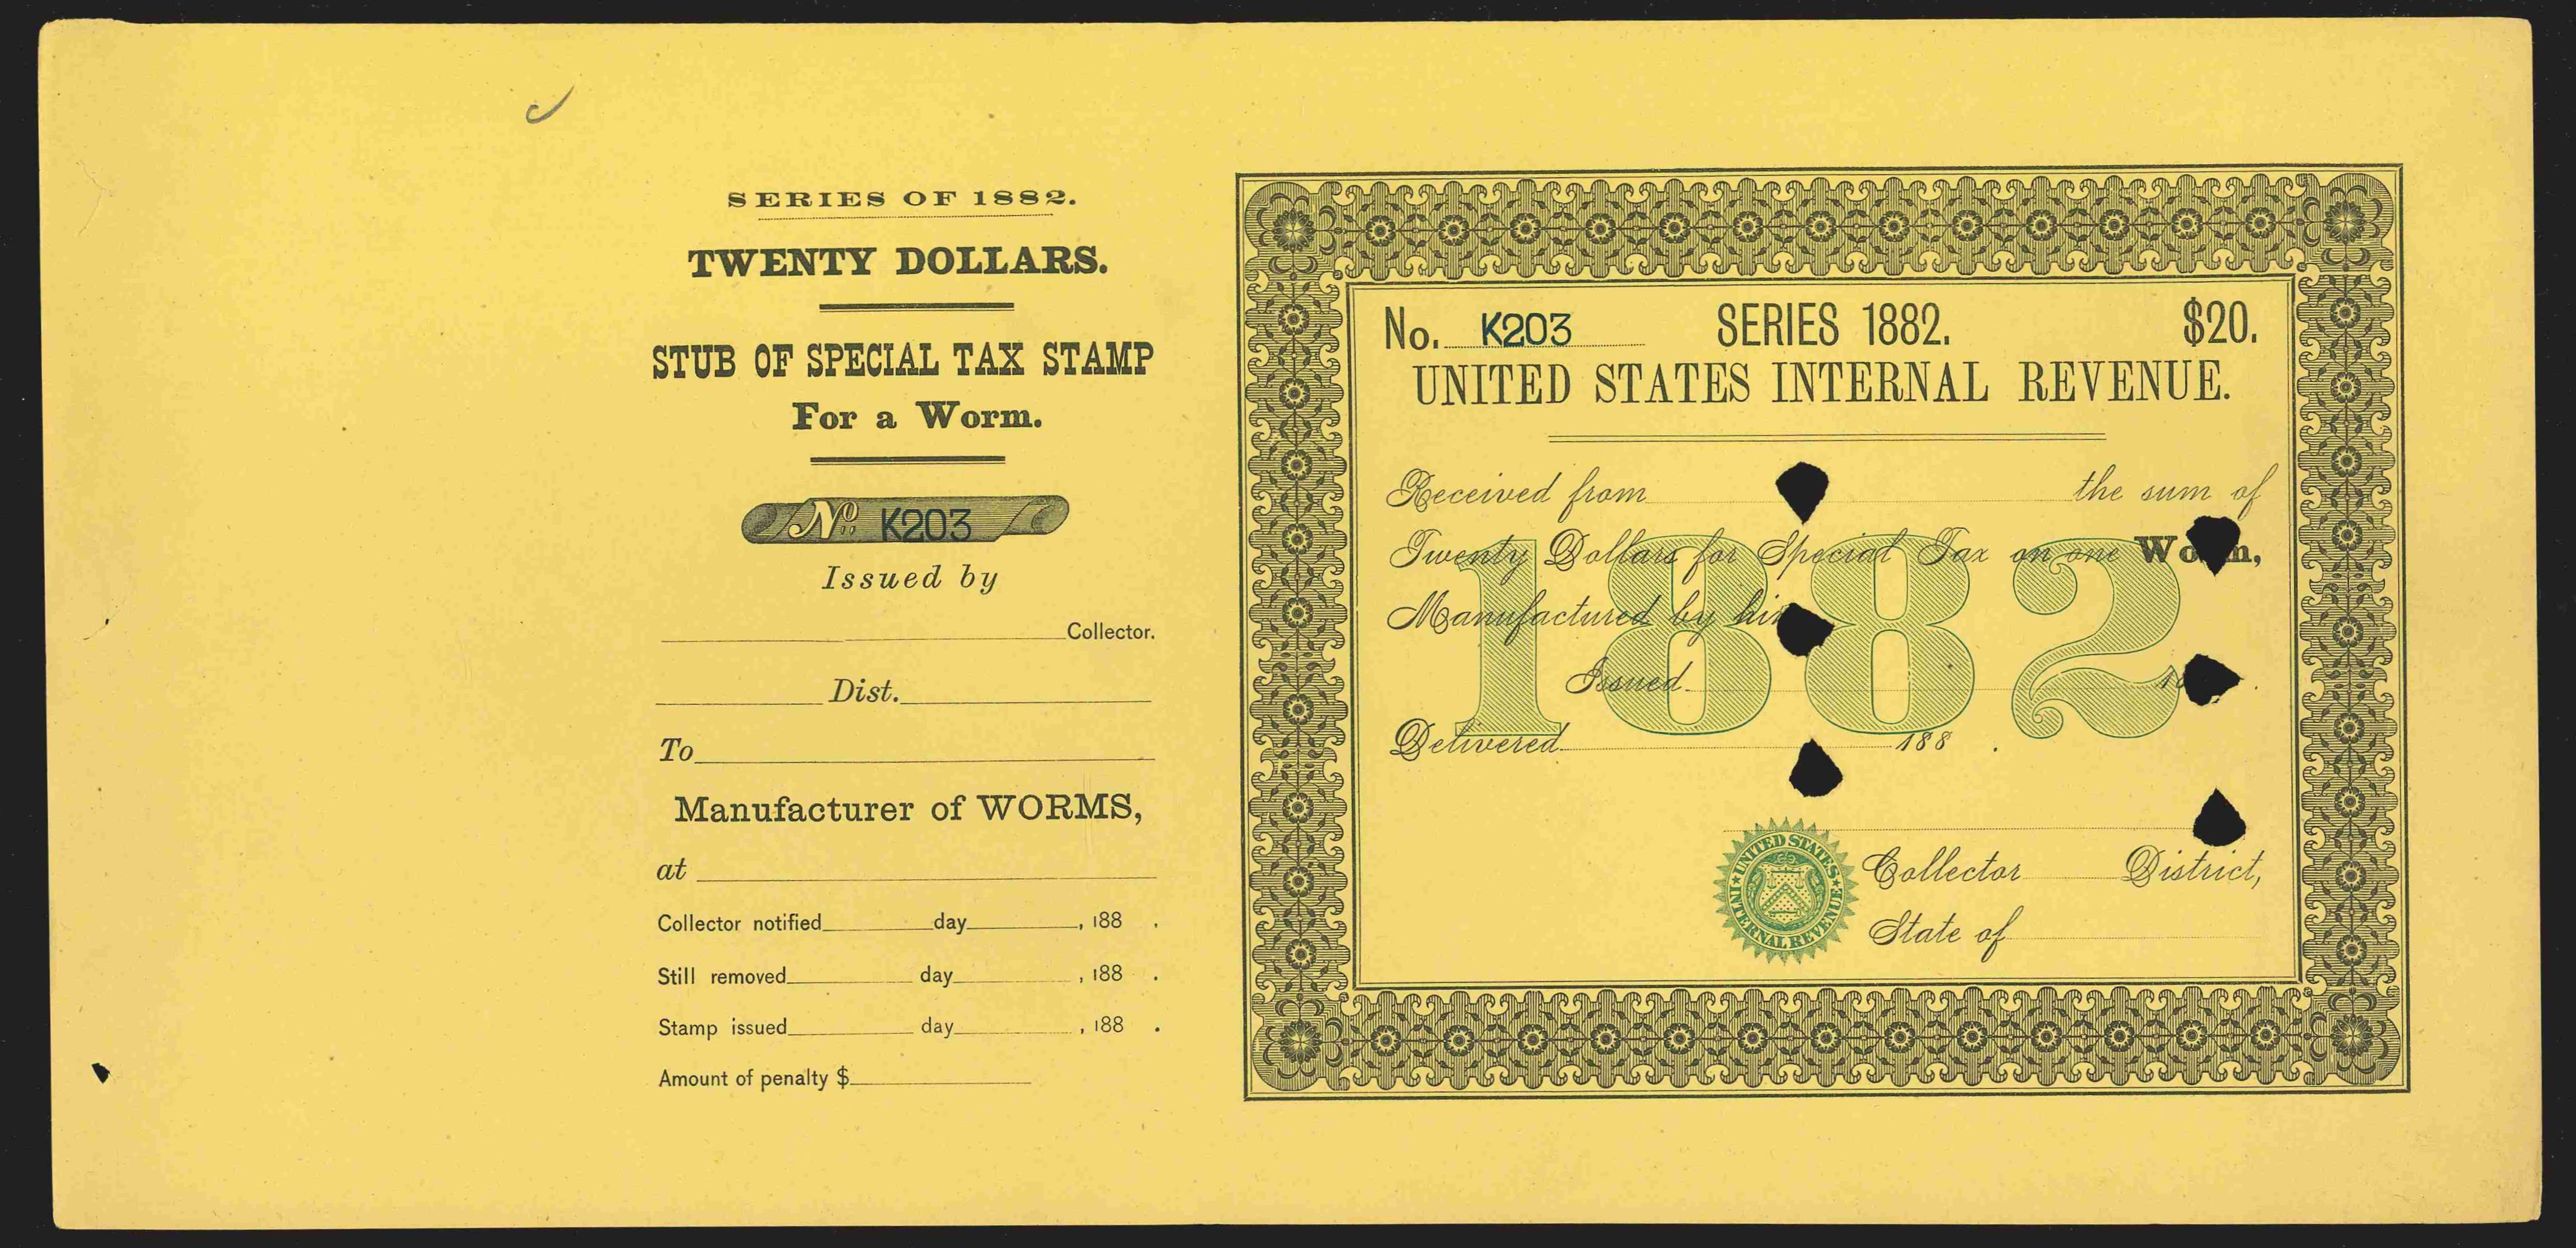 SERIES OF 1882.
TWENTY DOLLARS.
STUB OF SPECIAL TAX STAMP
For a Worm.
No. K203
Issued by
Collector.
Dist.
To
Manufacturer of WORMS,
at
Collector notified day , 188 .
Still removed day , 188 .
Stamp issued day , 188 .
Amount of penalty $
No. K203 SERIES 1882. $20.
UNITED STATES INTERNAL REVENUE.
Received from the sum of
Twenty Dollars for Special Tax on one Worm,
Manufactured by him
1882
Issued
Delivered 188 .
UNITED STATES INTERNAL REVENUE
Collector District,
State of